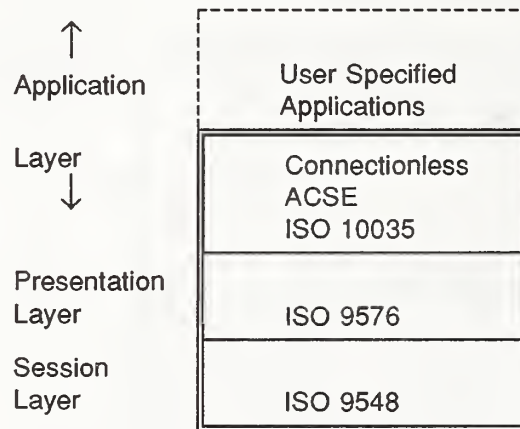 Application
Layer
User Specified
Applications
Connectionless
ACSE
ISO 10035
Presentation
Layer
ISO 9576
Session
Layer
ISO 9548